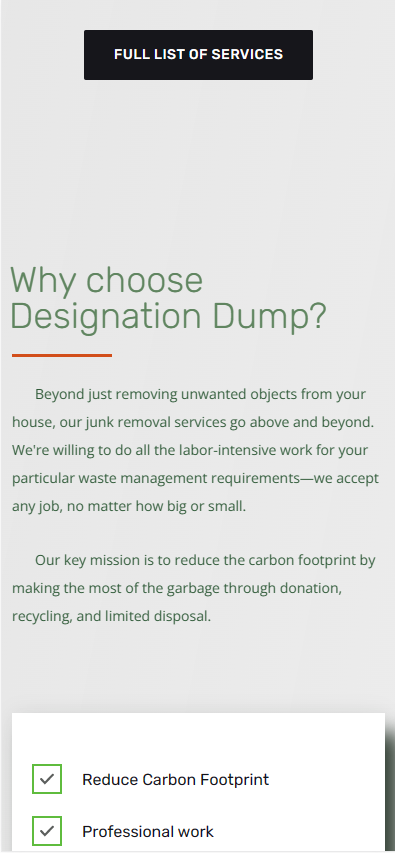 FULL LIST OF SERVICES
Why choose
Designation Dump?
Beyond just removing unwanted objects from your
house, our junk removal services go above and beyond.
We're willing to do all the labor-intensive work for your
particular waste management requirements—we accept
any job, no matter how big or small.
Our key mission is to reduce the carbon footprint by
making the most of the garbage through donation,
recycling, and limited disposal.
Reduce Carbon Footprint
Professional work